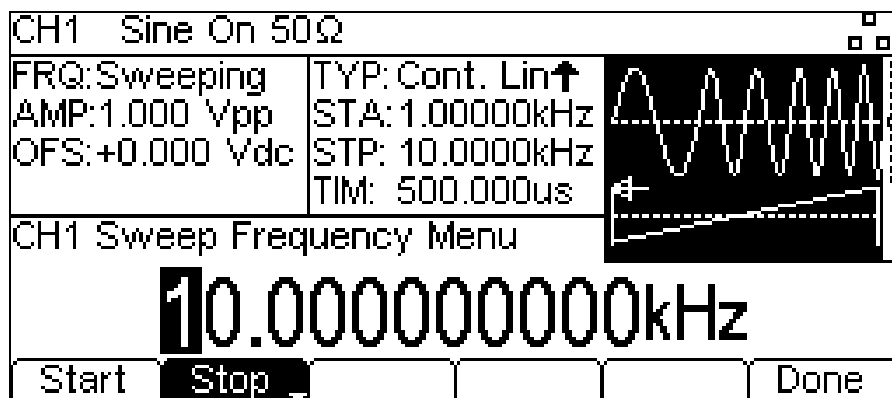 CH1 Sine On 50Ω
FRQ:Sweeping
AMP:1.000 Vpp
OFS:+0.000 Vdc
TYP:Cont. Lin↑
STA:1.00000kHz
STP: 10.0000kHz
TIM: 500.000us
CH1 Sweep Frequency Menu
10.000000000kHz
Start Stop Done